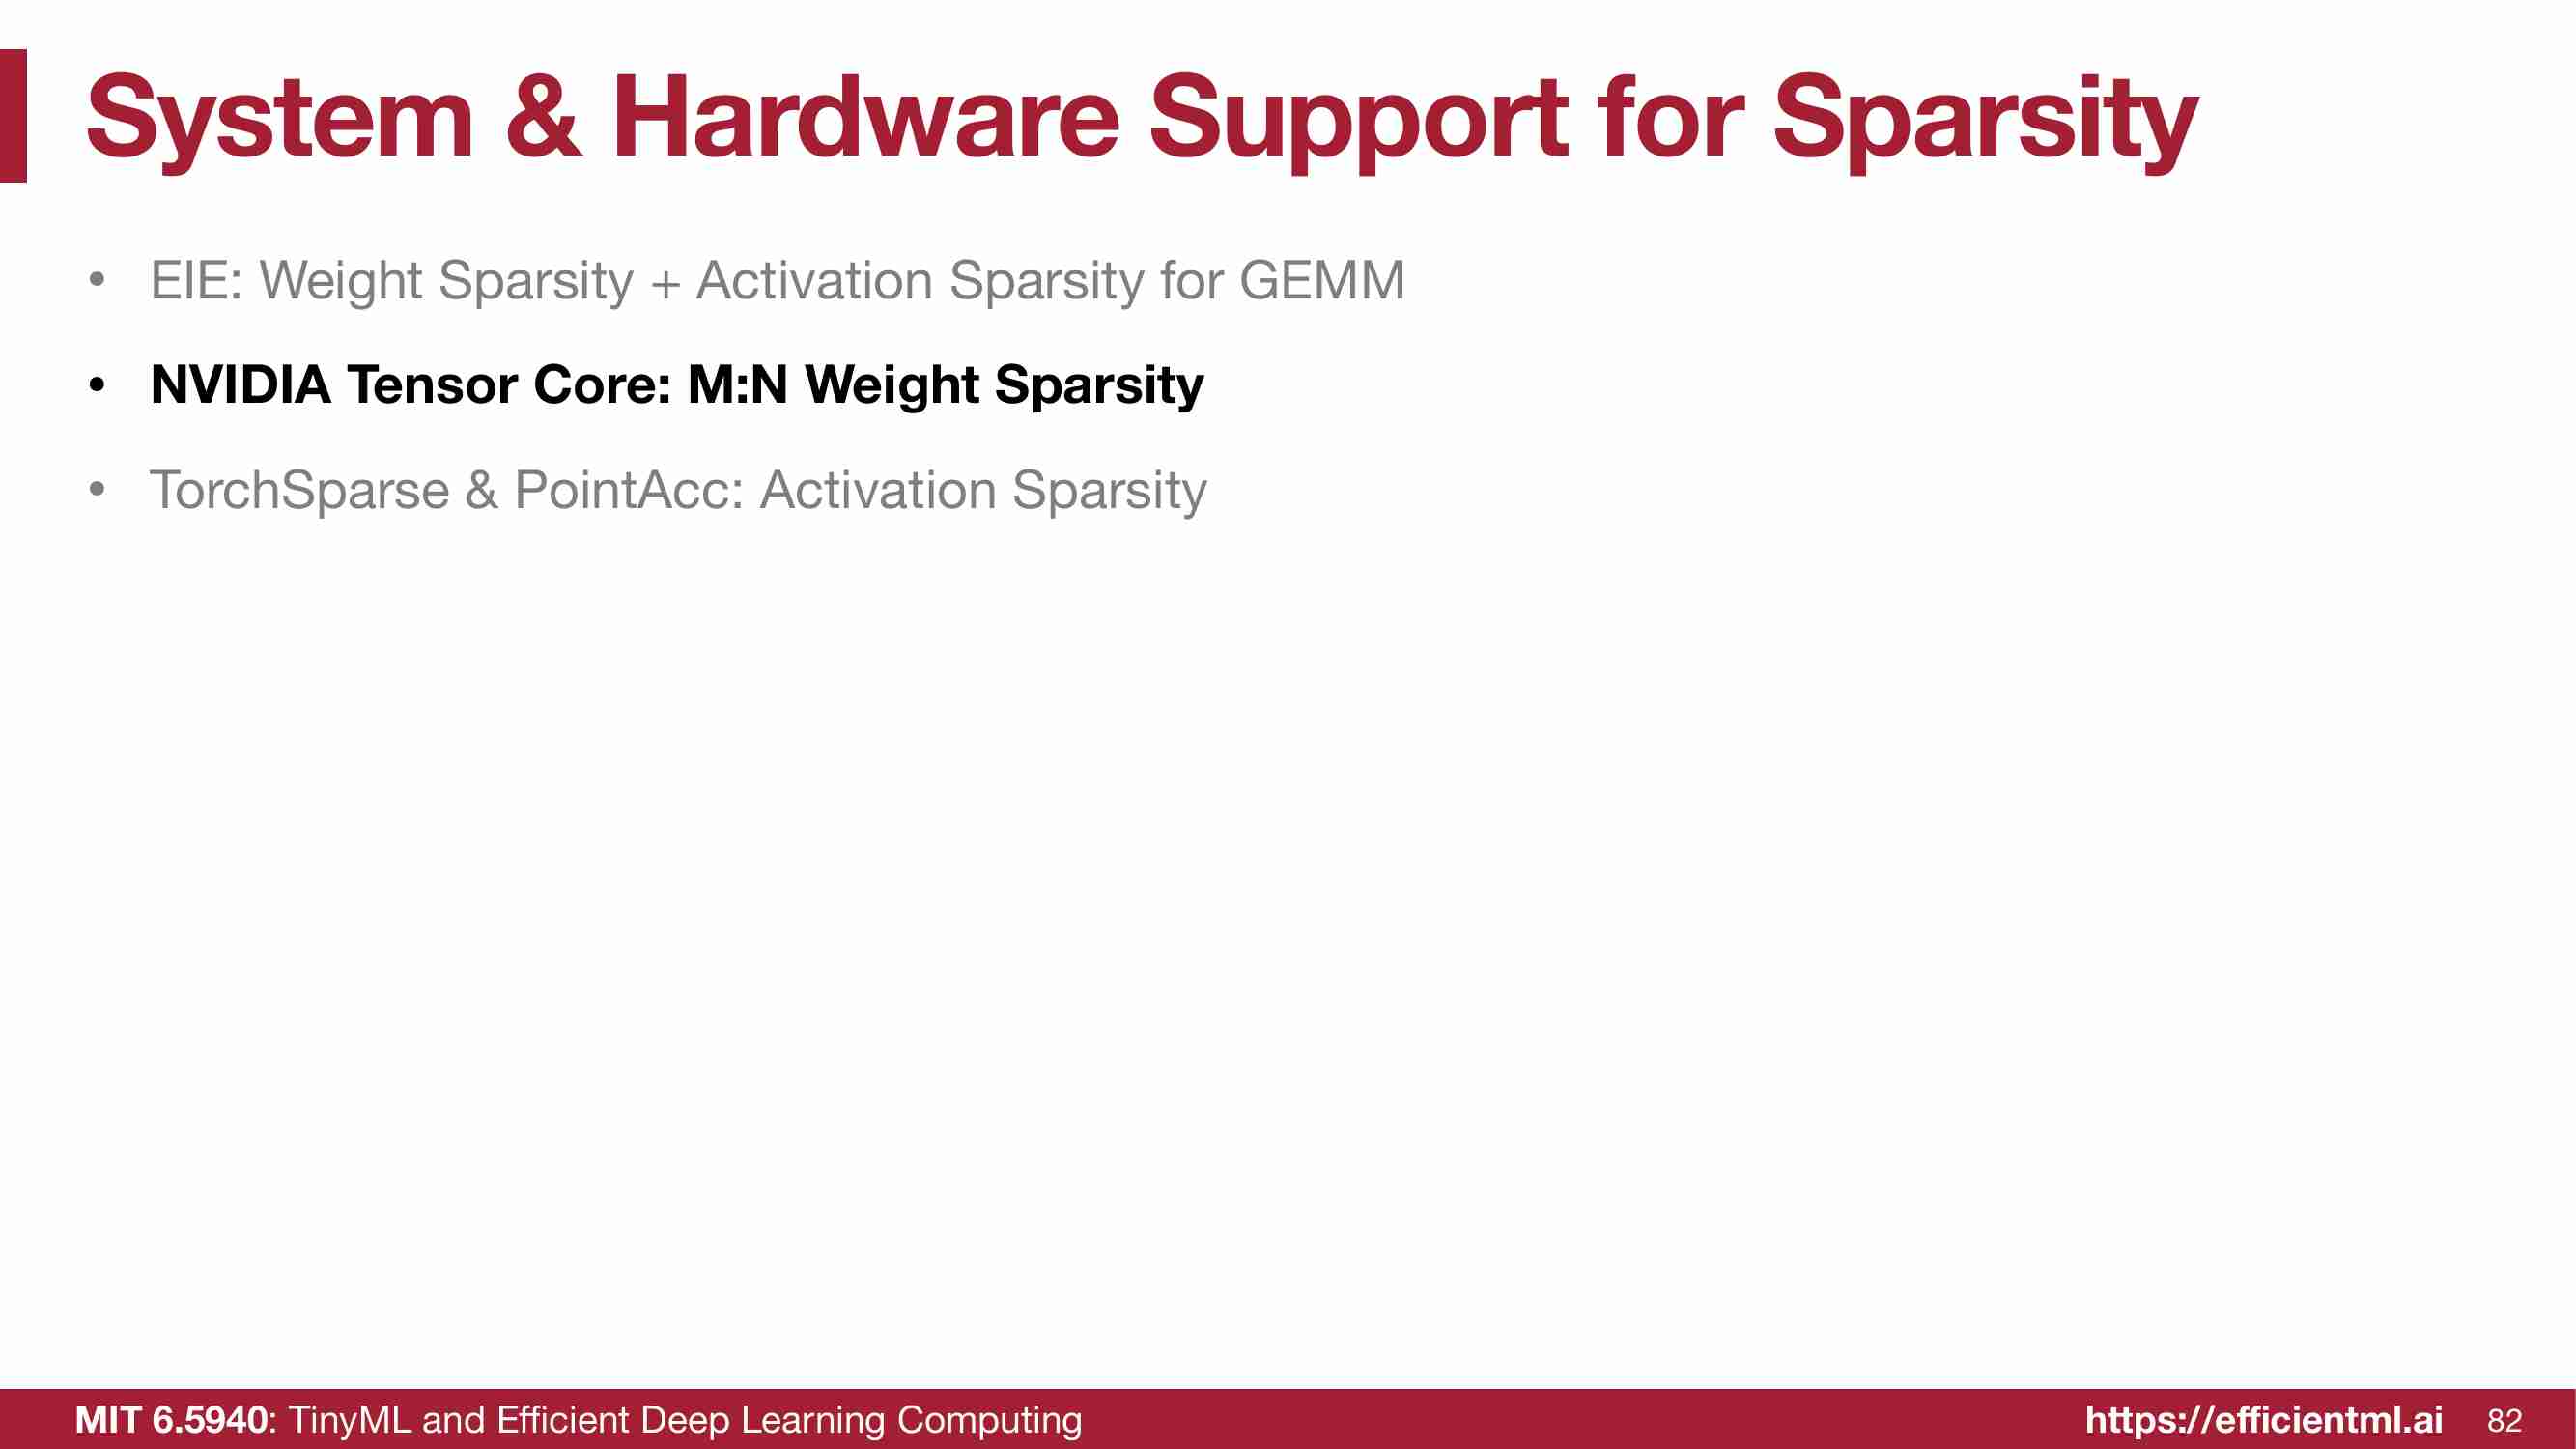 System & Hardware Support for Sparsity
• EIE: Weight Sparsity + Activation Sparsity for GEMM
• NVIDIA Tensor Core: M:N Weight Sparsity
• TorchSparse & PointAcc: Activation Sparsity
MIT 6.5940: TinyML and Efficient Deep Learning Computing
https://efficientml.ai 82